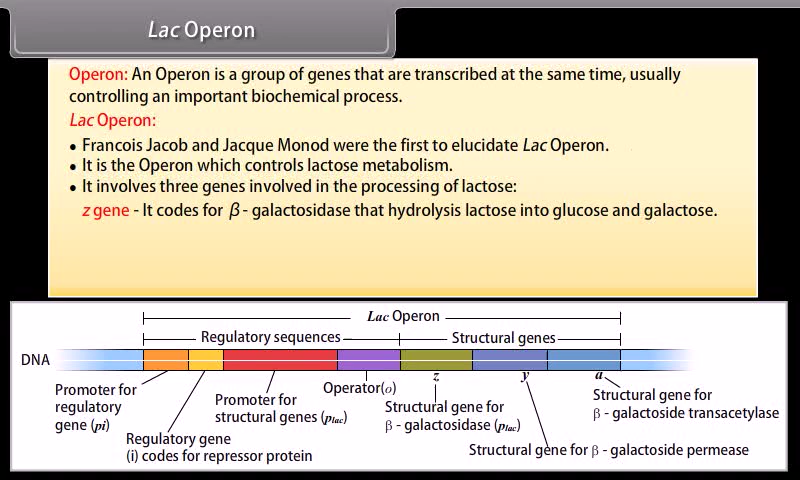 Lac Operon
Operon: An Operon is a group of genes that are transcribed at the same time, usually
controlling an important biochemical process.
Lac Operon:
• Francois Jacob and Jacque Monod were the first to elucidate Lac Operon.
• It is the Operon which controls lactose metabolism.
• It involves three genes involved in the processing of lactose:
z gene - It codes for β - galactosidase that hydrolysis lactose into glucose and galactose.
Lac Operon
Regulatory sequences
Structural genes
DNA
z
y
a
Promoter for
regulatory
gene (pi)
Regulatory gene
(i) codes for repressor protein
Promoter for
structural genes (plac)
Operator(o)
Structural gene for
β - galactosidase (plac)
Structural gene for β - galactoside permease
Structural gene for
β - galactoside transacetylase